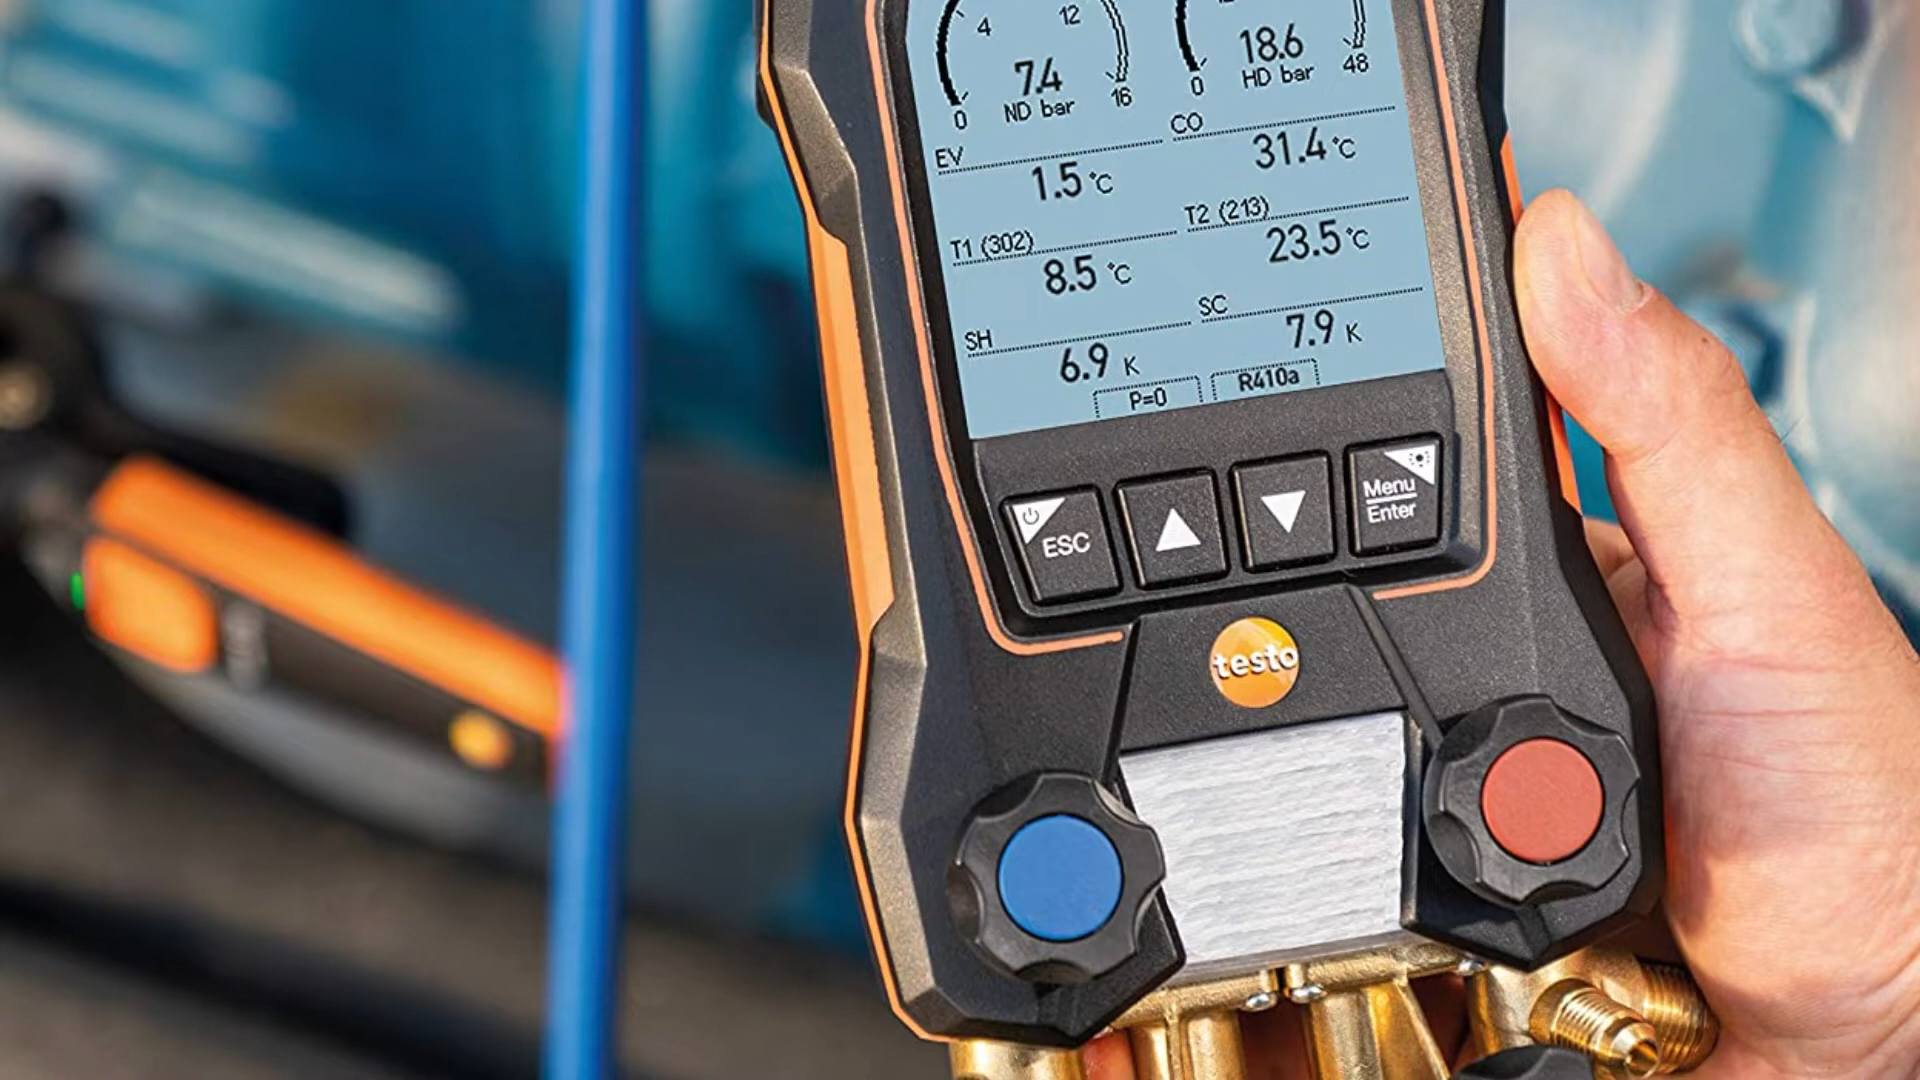 4 12
7.4 18.6
0 ND bar 16 0 HD bar 48
EV CO
1.5 °C 31.4 °C
T1 (302) T2 (213)
8.5 °C 23.5 °C
SH SC
6.9 K 7.9 K
P=0 R410a
ESC Menu
Enter
testo